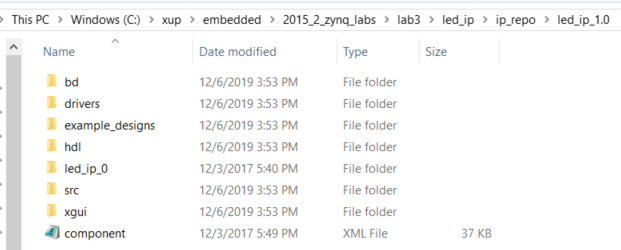 This PC > Windows (C:) > xup > embedded > 2015_2_zynq_labs > lab3 > led_ip > ip_repo > led_ip_1.0
Name Date modified Type Size
bd 12/6/2019 3:53 PM File folder
drivers 12/6/2019 3:53 PM File folder
example_designs 12/6/2019 3:53 PM File folder
hdl 12/6/2019 3:53 PM File folder
led_ip_0 12/3/2017 5:40 PM File folder
src 12/6/2019 3:53 PM File folder
xgui 12/6/2019 3:53 PM File folder
component 12/3/2017 5:49 PM XML File 37 KB